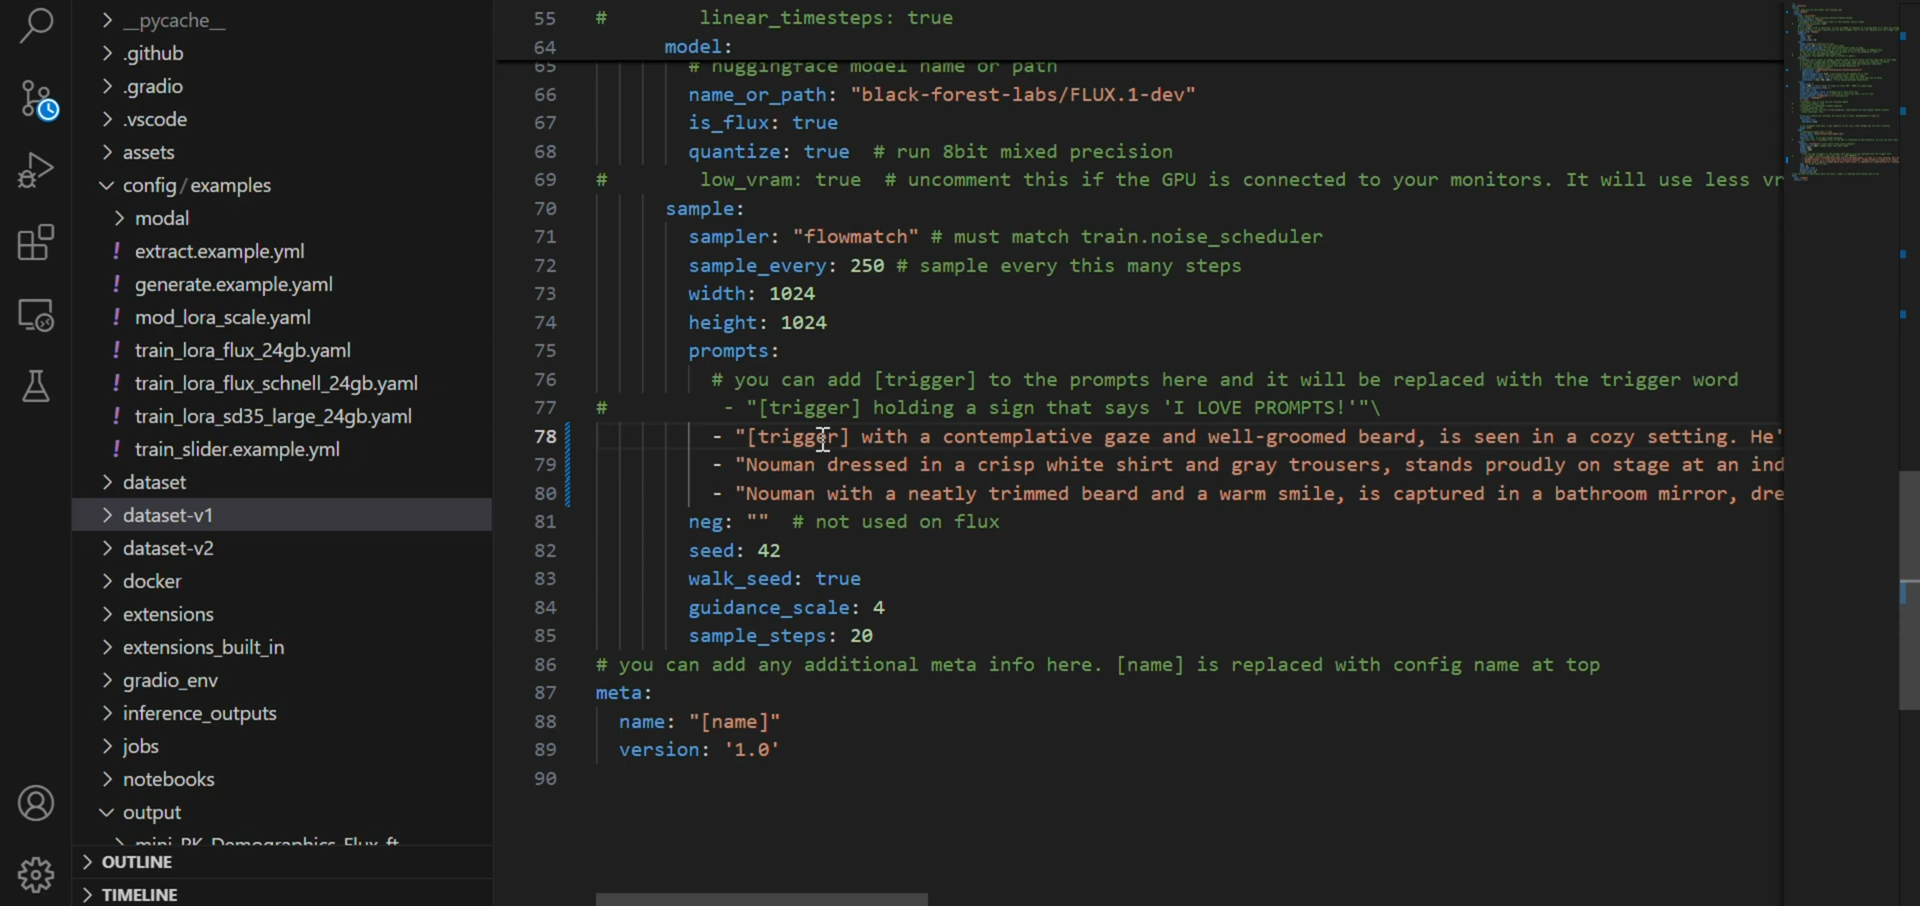 __pycache__
.github
.gradio
.vscode
assets
config/examples
modal
! extract.example.yml
! generate.example.yaml
! mod_lora_scale.yaml
! train_lora_flux_24gb.yaml
! train_lora_flux_schnell_24gb.yaml
! train_lora_sd35_large_24gb.yaml
! train_slider.example.yml
dataset
dataset-v1
dataset-v2
docker
extensions
extensions_built_in
gradio_env
inference_outputs
jobs
notebooks
output
mini_PK_Demographics_Flux_ft
OUTLINE
TIMELINE
55 # linear_timesteps: true
64 model:
65 # huggingface model name or path
66 name_or_path: "black-forest-labs/FLUX.1-dev"
67 is_flux: true
68 quantize: true # run 8bit mixed precision
69 # low_vram: true # uncomment this if the GPU is connected to your monitors. It will use less vr
70 sample:
71 sampler: "flowmatch" # must match train.noise_scheduler
72 sample_every: 250 # sample every this many steps
73 width: 1024
74 height: 1024
75 prompts:
76 # you can add [trigger] to the prompts here and it will be replaced with the trigger word
77 # - "[trigger] holding a sign that says 'I LOVE PROMPTS!'"\
78 - "[trigger] with a contemplative gaze and well-groomed beard, is seen in a cozy setting. He'
79 - "Nouman dressed in a crisp white shirt and gray trousers, stands proudly on stage at an ind
80 - "Nouman with a neatly trimmed beard and a warm smile, is captured in a bathroom mirror, dre
81 neg: "" # not used on flux
82 seed: 42
83 walk_seed: true
84 guidance_scale: 4
85 sample_steps: 20
86 # you can add any additional meta info here. [name] is replaced with config name at top
87 meta:
88 name: "[name]"
89 version: '1.0'
90